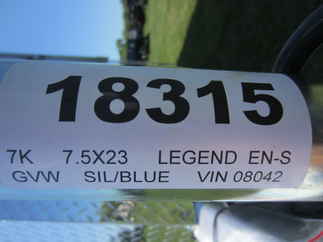 18315
7K 7.5X23 LEGEND EN-S
GVW SIL/BLUE VIN 08042